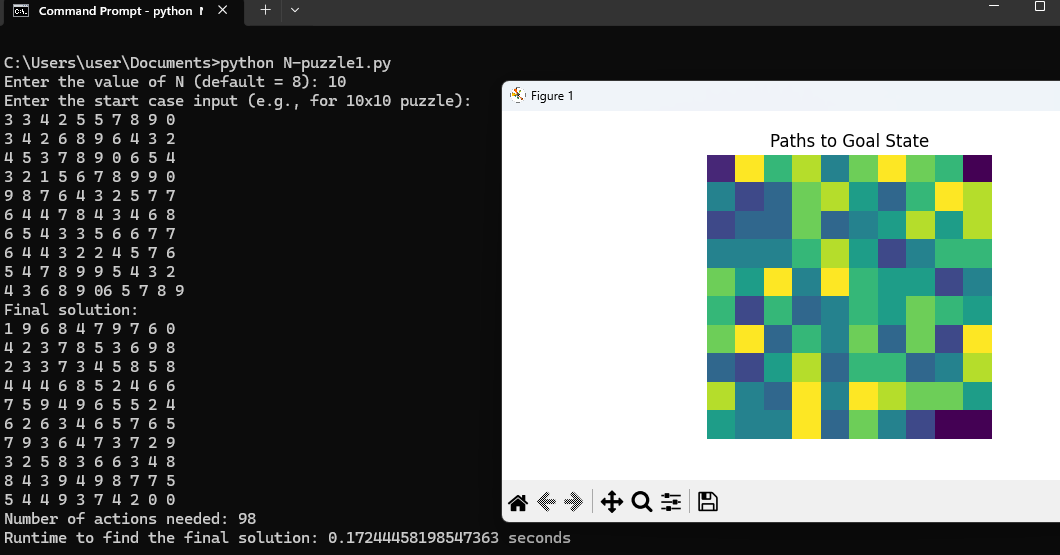 Command Prompt - python
C:\Users\user\Documents>python N-puzzle1.py
Enter the value of N (default = 8): 10
Enter the start case input (e.g., for 10x10 puzzle):
3 3 4 2 5 5 7 8 9 0
3 4 2 6 8 9 6 4 3 2
4 5 3 7 8 9 0 6 5 4
3 2 1 5 6 7 8 9 9 0
9 8 7 6 4 3 2 5 7 7
6 4 4 7 8 4 3 4 6 8
6 5 4 3 3 5 6 6 7 7
6 4 4 3 2 2 4 5 7 6
5 4 7 8 9 9 5 4 3 2
4 3 6 8 9 06 5 7 8 9
Final solution:
1 9 6 8 4 7 9 7 6 0
4 2 3 7 8 5 3 6 9 8
2 3 3 7 3 4 5 8 5 8
4 4 4 6 8 5 2 4 6 6
7 5 9 4 9 6 5 5 2 4
6 2 6 3 4 6 5 7 6 5
7 9 3 6 4 7 3 7 2 9
3 2 5 8 3 6 6 3 4 8
8 4 3 9 4 9 8 7 7 5
5 4 4 9 3 7 4 2 0 0
Number of actions needed: 98
Runtime to find the final solution: 0.17244458198547363 seconds
Figure 1
Paths to Goal State